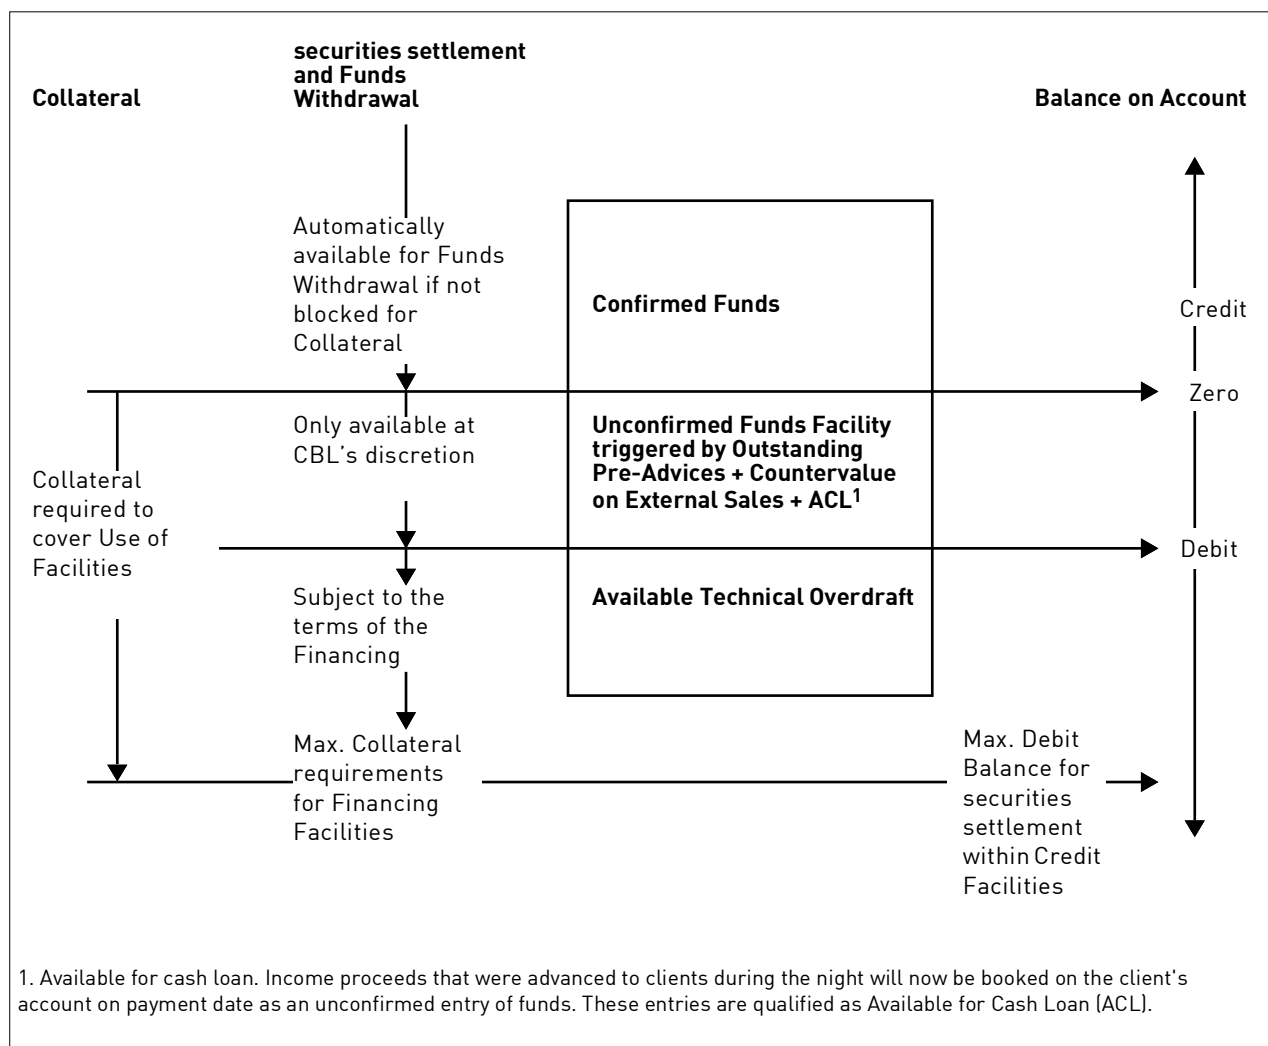 securities settlement
and Funds
Withdrawal
Collateral
Balance on Account
Automatically
available for Funds
Withdrawal if not
blocked for
Collateral
Confirmed Funds
Credit
Zero
Only available at
CBL’s discretion
Unconfirmed Funds Facility
triggered by Outstanding
Pre-Advices + Countervalue
on External Sales + ACL1
Collateral
required to
cover Use of
Facilities
Debit
Subject to the
terms of the
Financing
Available Technical Overdraft
Max. Collateral
requirements
for Financing
Facilities
Max. Debit
Balance for
securities
settlement
within Credit
Facilities
1. Available for cash loan. Income proceeds that were advanced to clients during the night will now be booked on the client's
account on payment date as an unconfirmed entry of funds. These entries are qualified as Available for Cash Loan (ACL).